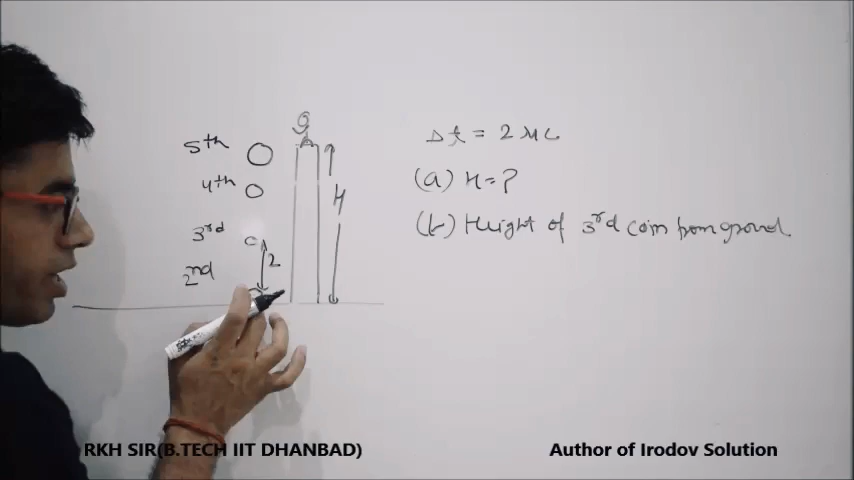 5th
4th
3rd
2nd
2
H
Δt = 2 sec
(a) H = ?
(b) Height of 3rd coin from ground
RKH SIR(B.TECH IIT DHANBAD)
Author of Irodov Solution